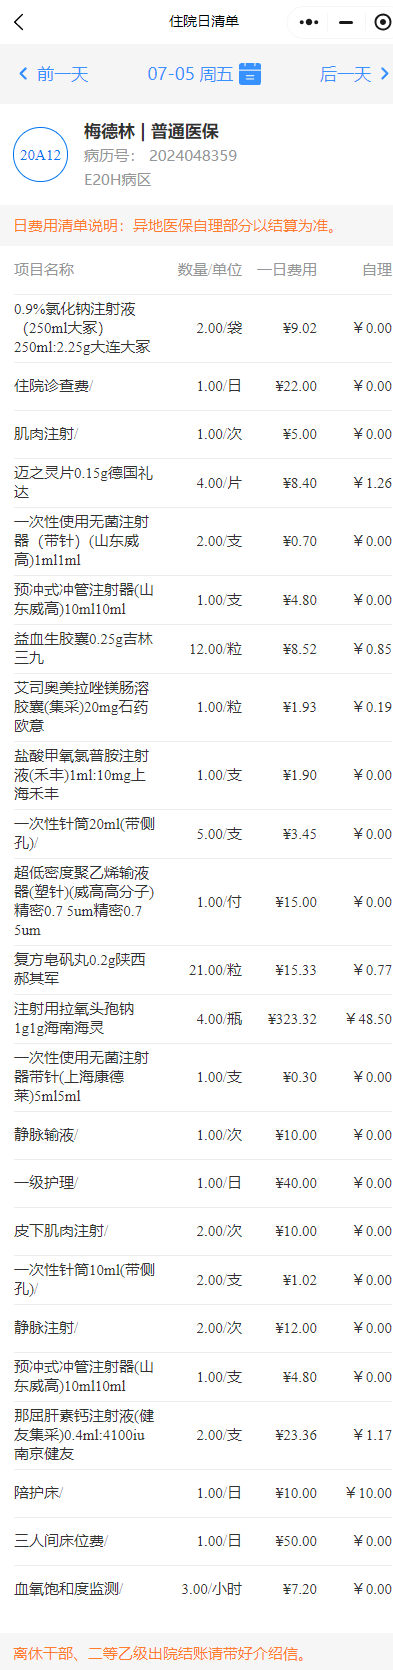 住院日清单
前一天 07-05 周五 后一天
20A12
梅德林 | 普通医保
病历号： 2024048359
E20H病区
日费用清单说明：异地医保自理部分以结算为准。
项目名称 数量/单位 一日费用 自理
0.9%氯化钠注射液
（250ml大冢）
250ml:2.25g大连大冢
2.00/袋 ¥9.02 ￥0.00
住院诊查费/ 1.00/日 ¥22.00 ￥0.00
肌肉注射/ 1.00/次 ¥5.00 ￥0.00
迈之灵片0.15g德国礼
达
4.00/片 ¥8.40 ￥1.26
一次性使用无菌注射
器（带针）(山东威
高)1ml1ml
2.00/支 ¥0.70 ￥0.00
预冲式冲管注射器(山
东威高)10ml10ml
1.00/支 ¥4.80 ￥0.00
益血生胶囊0.25g吉林
三九
12.00/粒 ¥8.52 ￥0.85
艾司奥美拉唑镁肠溶
胶囊(集采)20mg石药
欧意
1.00/粒 ¥1.93 ￥0.19
盐酸甲氧氯普胺注射
液(禾丰)1ml:10mg上
海禾丰
1.00/支 ¥1.90 ￥0.00
一次性针筒20ml(带侧
孔)/
5.00/支 ¥3.45 ￥0.00
超低密度聚乙烯输液
器(塑针)(威高高分子)
精密0.7 5um精密0.7
5um
1.00/付 ¥15.00 ￥0.00
复方皂矾丸0.2g陕西
郝其军
21.00/粒 ¥15.33 ￥0.77
注射用拉氧头孢钠
1g1g海南海灵
4.00/瓶 ¥323.32 ￥48.50
一次性使用无菌注射
器带针(上海康德
莱)5ml5ml
1.00/支 ¥0.30 ￥0.00
静脉输液/ 1.00/次 ¥10.00 ￥0.00
一级护理/ 1.00/日 ¥40.00 ￥0.00
皮下肌肉注射/ 2.00/次 ¥10.00 ￥0.00
一次性针筒10ml(带侧
孔)/
2.00/支 ¥1.02 ￥0.00
静脉注射/ 2.00/次 ¥12.00 ￥0.00
预冲式冲管注射器(山
东威高)10ml10ml
1.00/支 ¥4.80 ￥0.00
那屈肝素钙注射液(健
友集采)0.4ml:4100iu
南京健友
2.00/支 ¥23.36 ￥1.17
陪护床/ 1.00/日 ¥10.00 ￥10.00
三人间床位费/ 1.00/日 ¥50.00 ￥0.00
血氧饱和度监测/ 3.00/小时 ¥7.20 ￥0.00
离休干部、二等乙级出院结账请带好介绍信。